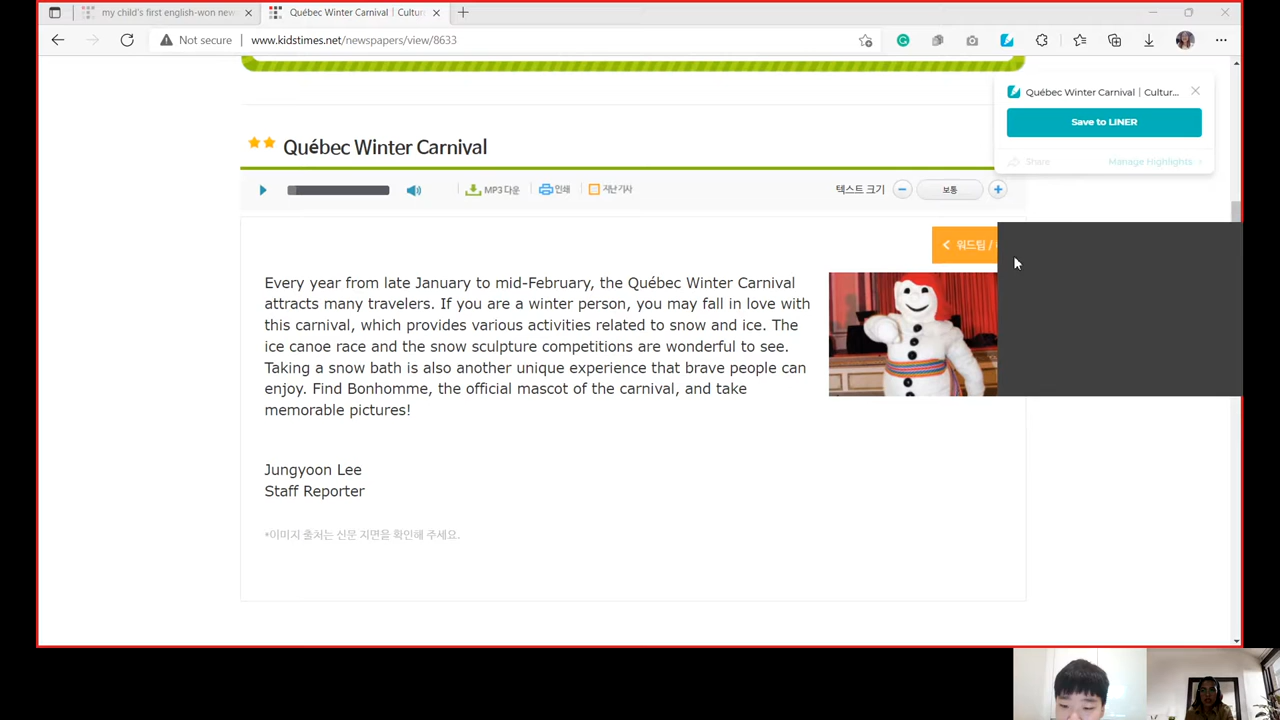 my child's first english-won new
Québec Winter Carnival | Cultur
Not secure
www.kidstimes.net/newspapers/view/8633
Québec Winter Carnival | Cultur...
Save to LINER
Share
Manage Highlights
Québec Winter Carnival
MP3 다운
인쇄
지난기사
텍스트 크기
보통
워드팁 /
Every year from late January to mid-February, the Québec Winter Carnival
attracts many travelers. If you are a winter person, you may fall in love with
this carnival, which provides various activities related to snow and ice. The
ice canoe race and the snow sculpture competitions are wonderful to see.
Taking a snow bath is also another unique experience that brave people can
enjoy. Find Bonhomme, the official mascot of the carnival, and take
memorable pictures!
Jungyoon Lee
Staff Reporter
*이미지 출처는 신문 지면을 확인해 주세요.